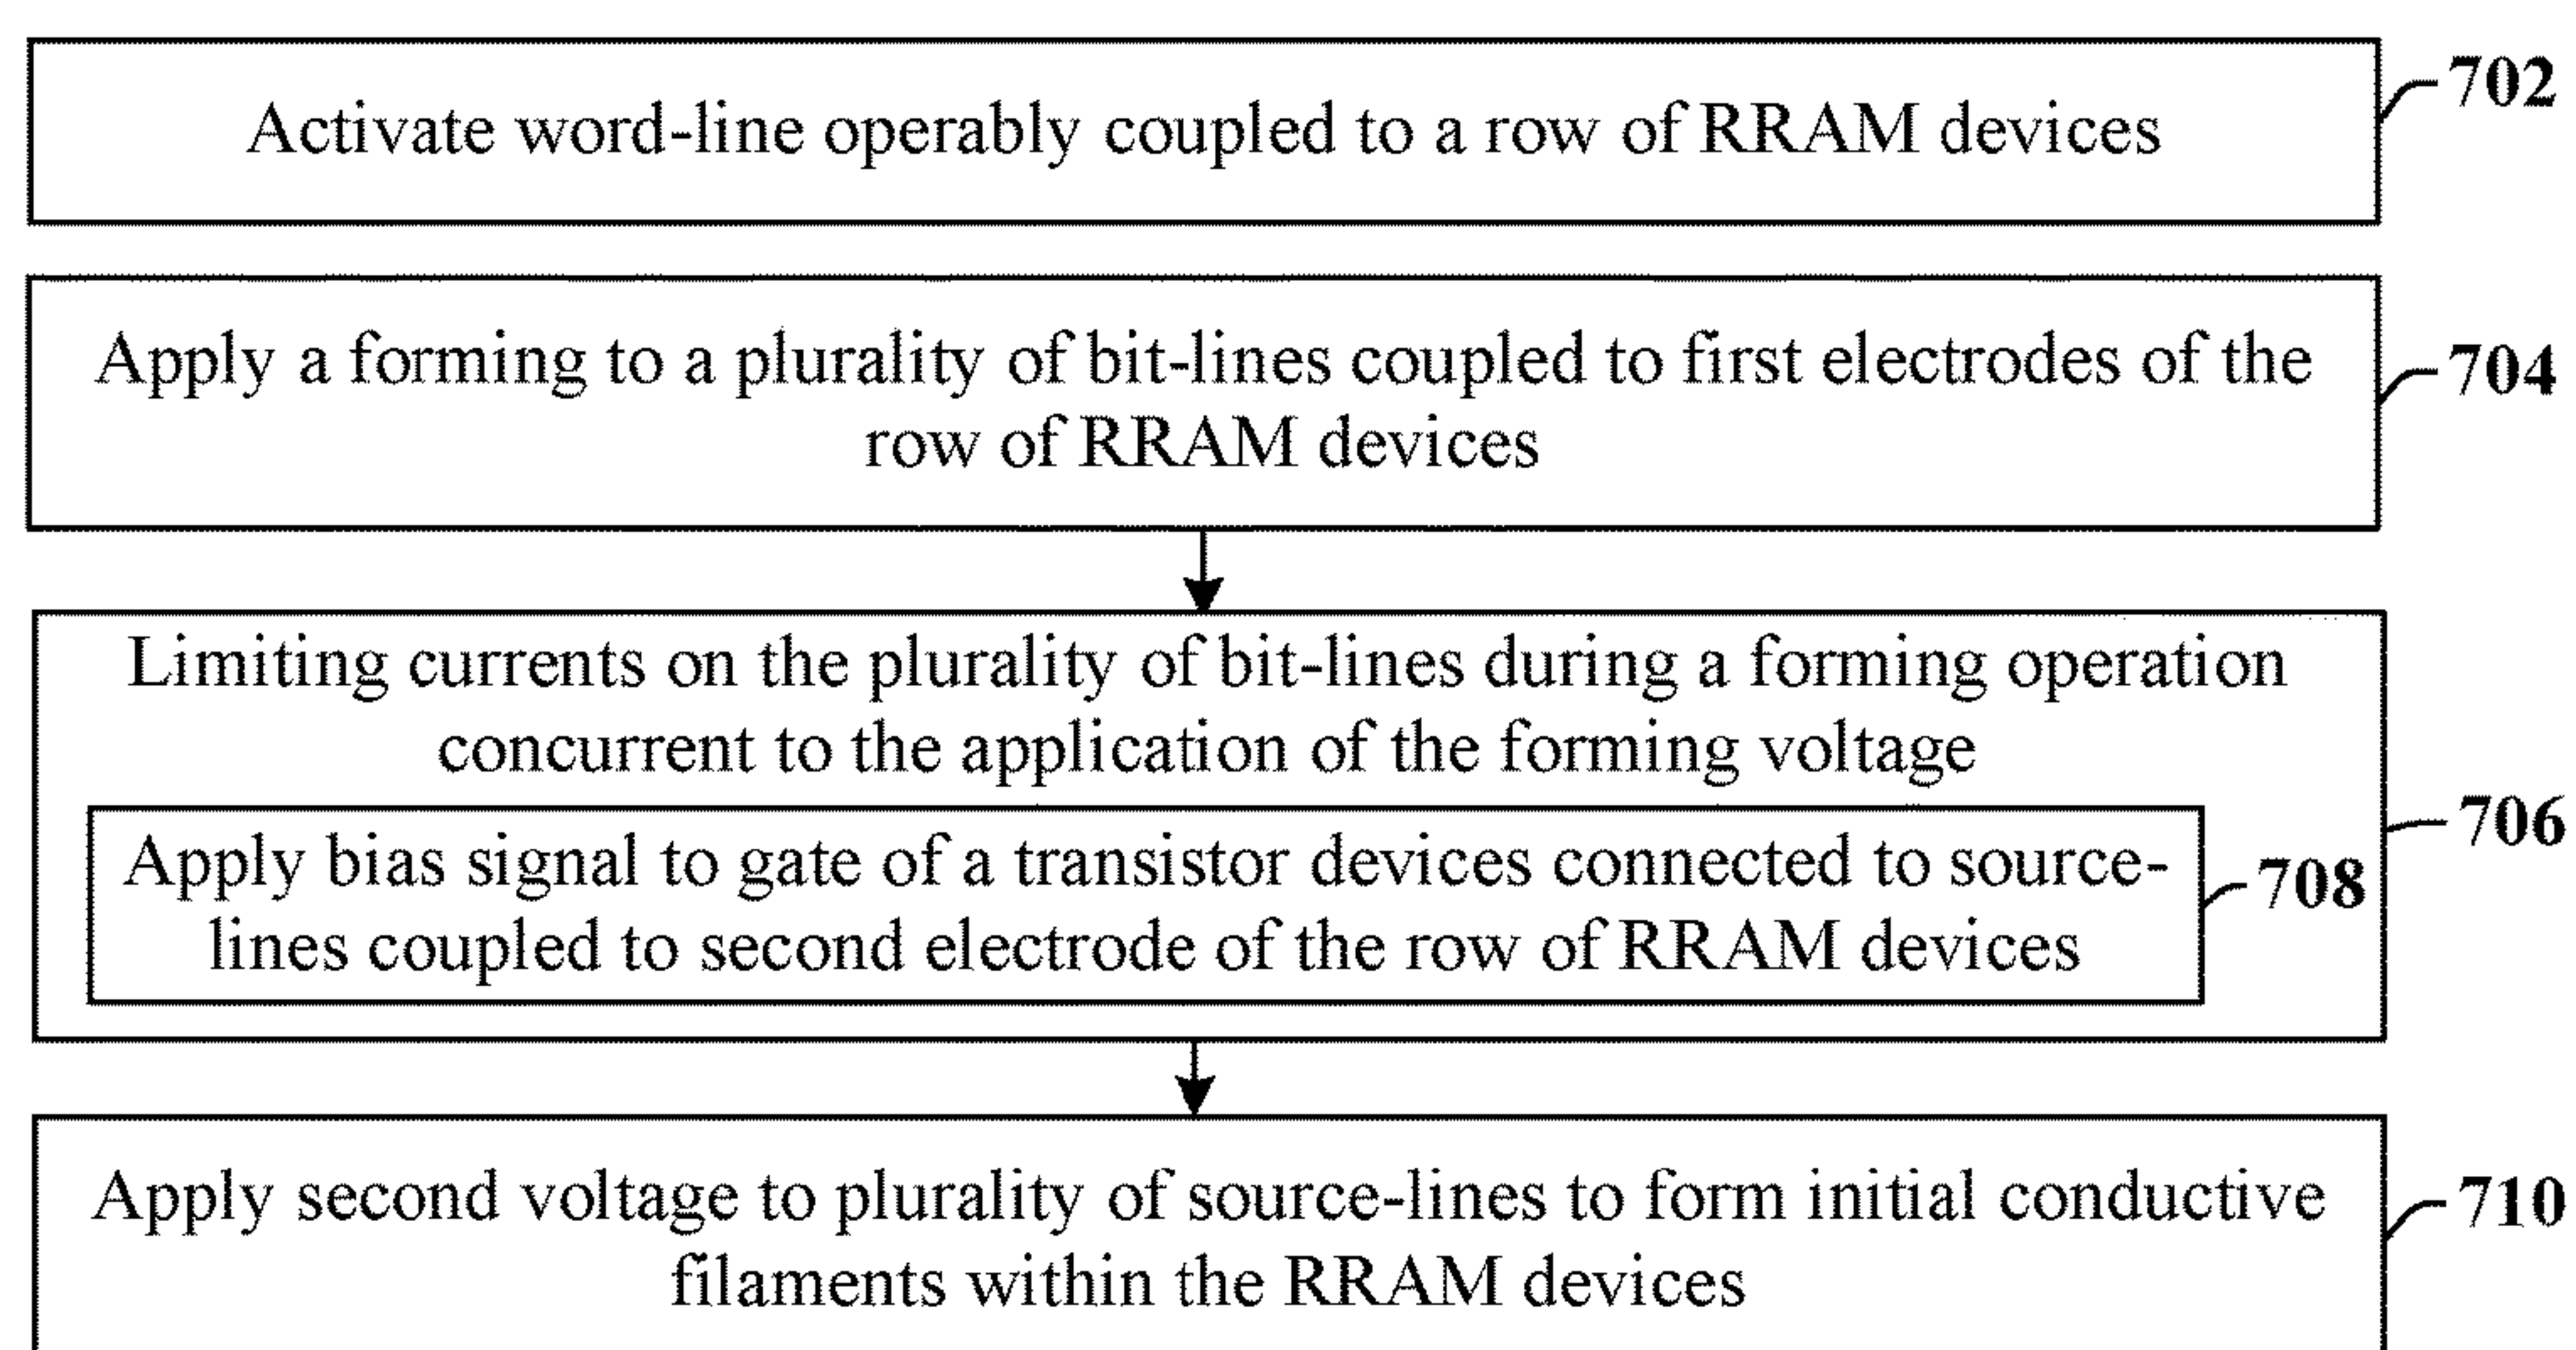 Activate word-line operably coupled to a row of RRAM devices
702
Apply a forming to a plurality of bit-lines coupled to first electrodes of the
row of RRAM devices
704
Limiting currents on the plurality of bit-lines during a forming operation
concurrent to the application of the forming voltage
706
Apply bias signal to gate of a transistor devices connected to source-
lines coupled to second electrode of the row of RRAM devices
708
Apply second voltage to plurality of source-lines to form initial conductive
filaments within the RRAM devices
710